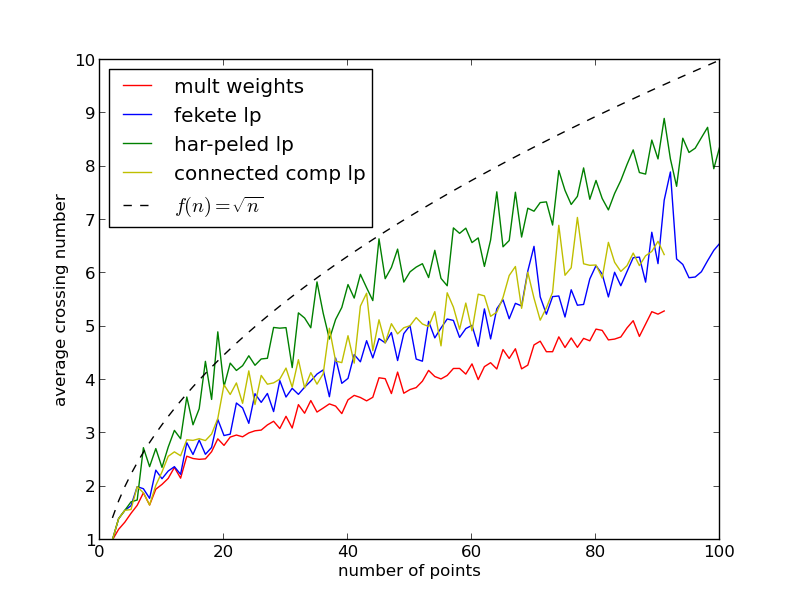 10
9
8
7
6
5
4
3
2
1
0
20
40
60
80
100
average crossing number
number of points
mult weights
fekete lp
har-peled lp
connected comp lp
f(n)=√n